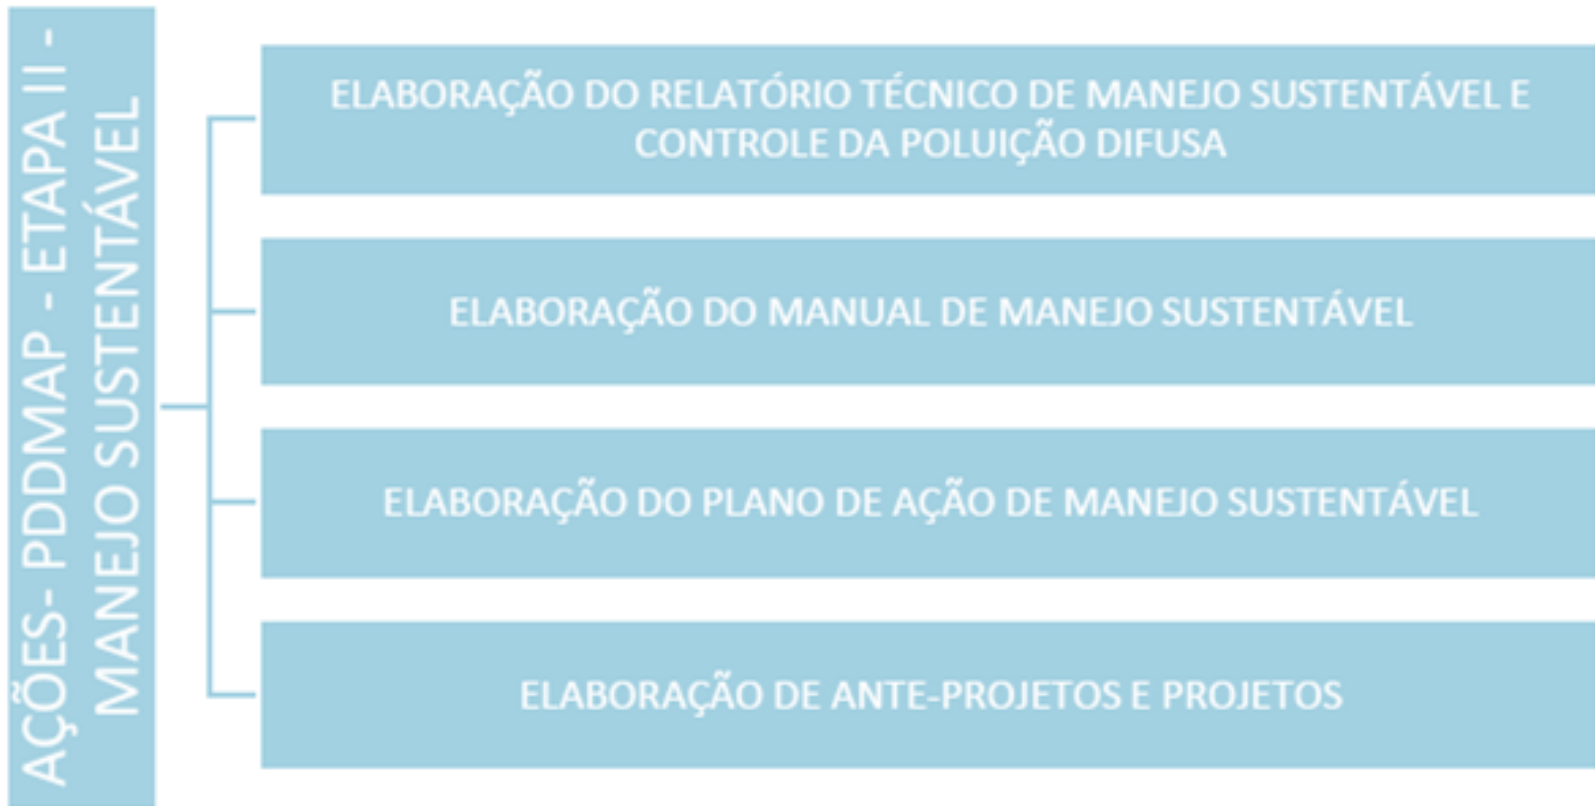 AÇÕES- PDDMAP - ETAPA II -
MANEJO SUSTENTÁVEL
ELABORAÇÃO DO RELATÓRIO TÉCNICO DE MANEJO SUSTENTÁVEL E
CONTROLE DA POLUIÇÃO DIFUSA
ELABORAÇÃO DO MANUAL DE MANEJO SUSTENTÁVEL
ELABORAÇÃO DO PLANO DE AÇÃO DE MANEJO SUSTENTÁVEL
ELABORAÇÃO DE ANTE-PROJETOS E PROJETOS